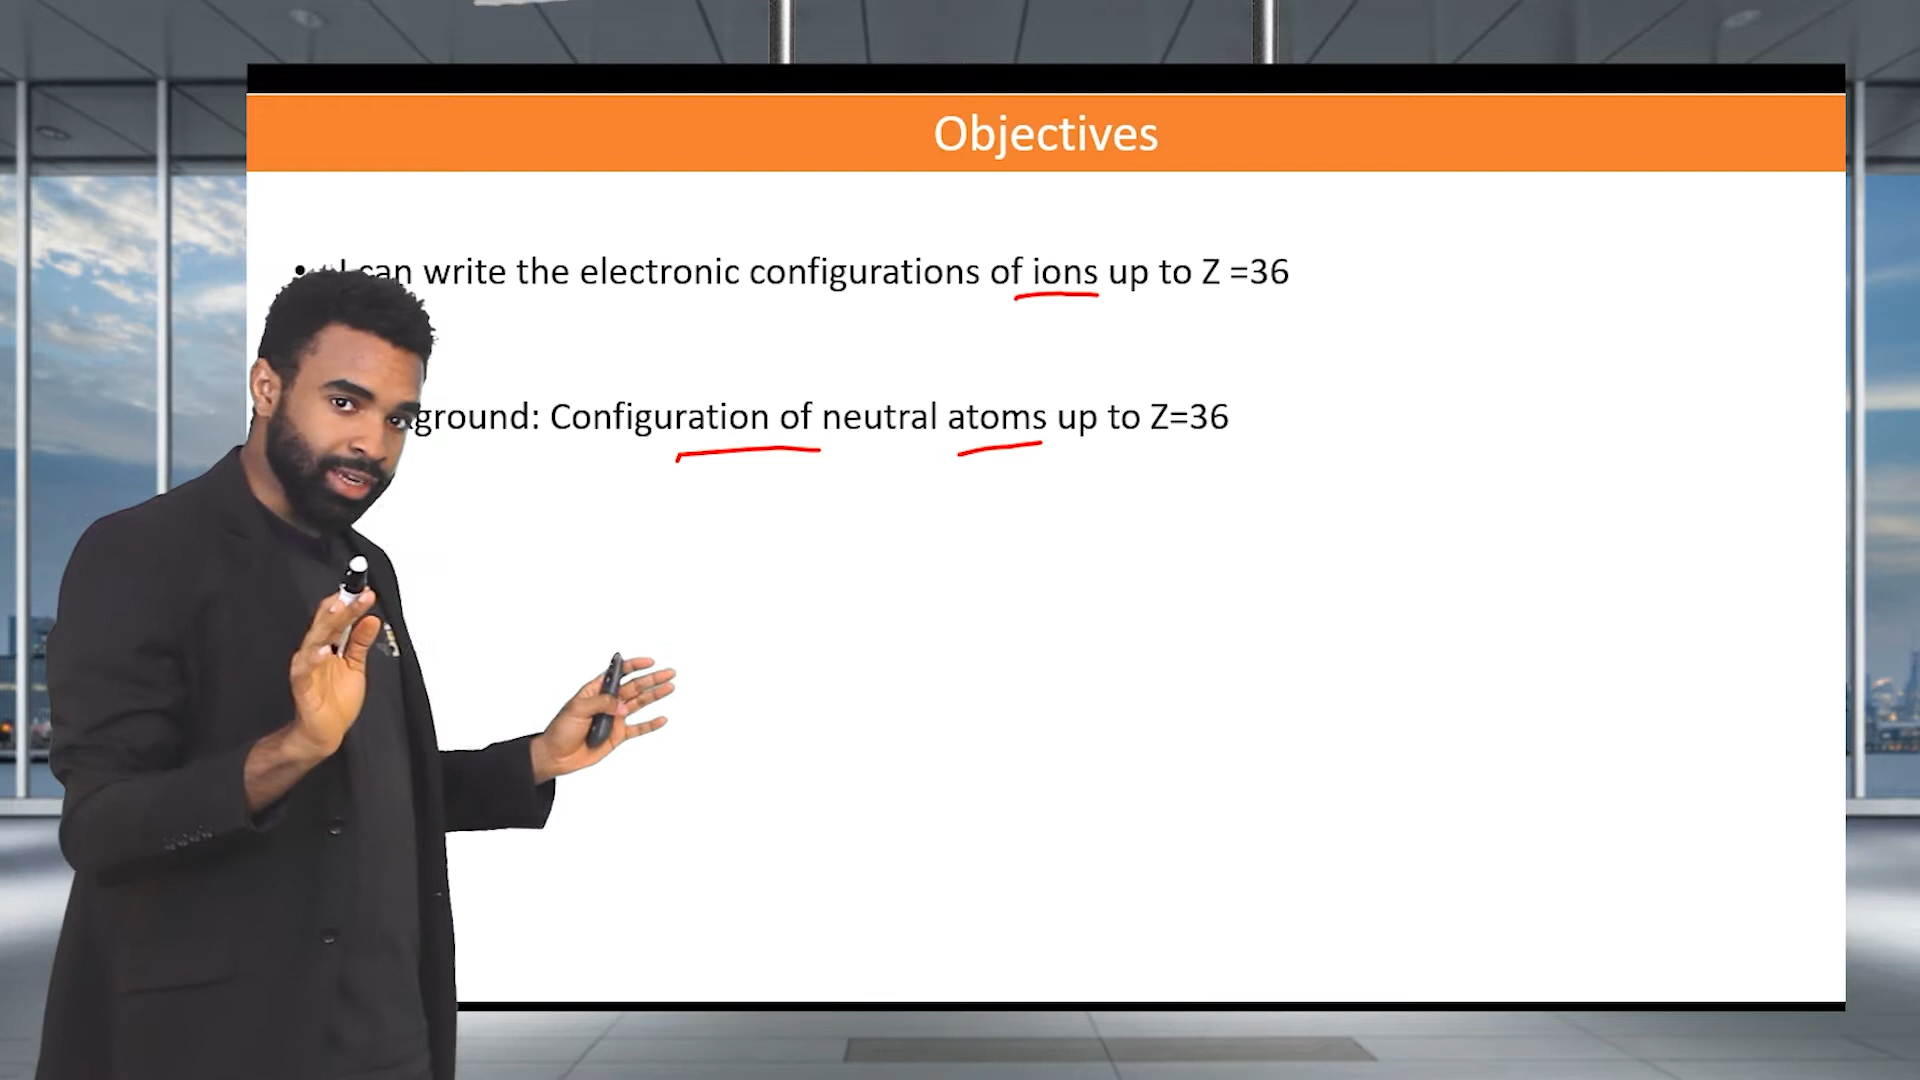 Objectives
• I can write the electronic configurations of ions up to Z =36
ground: Configuration of neutral atoms up to Z=36